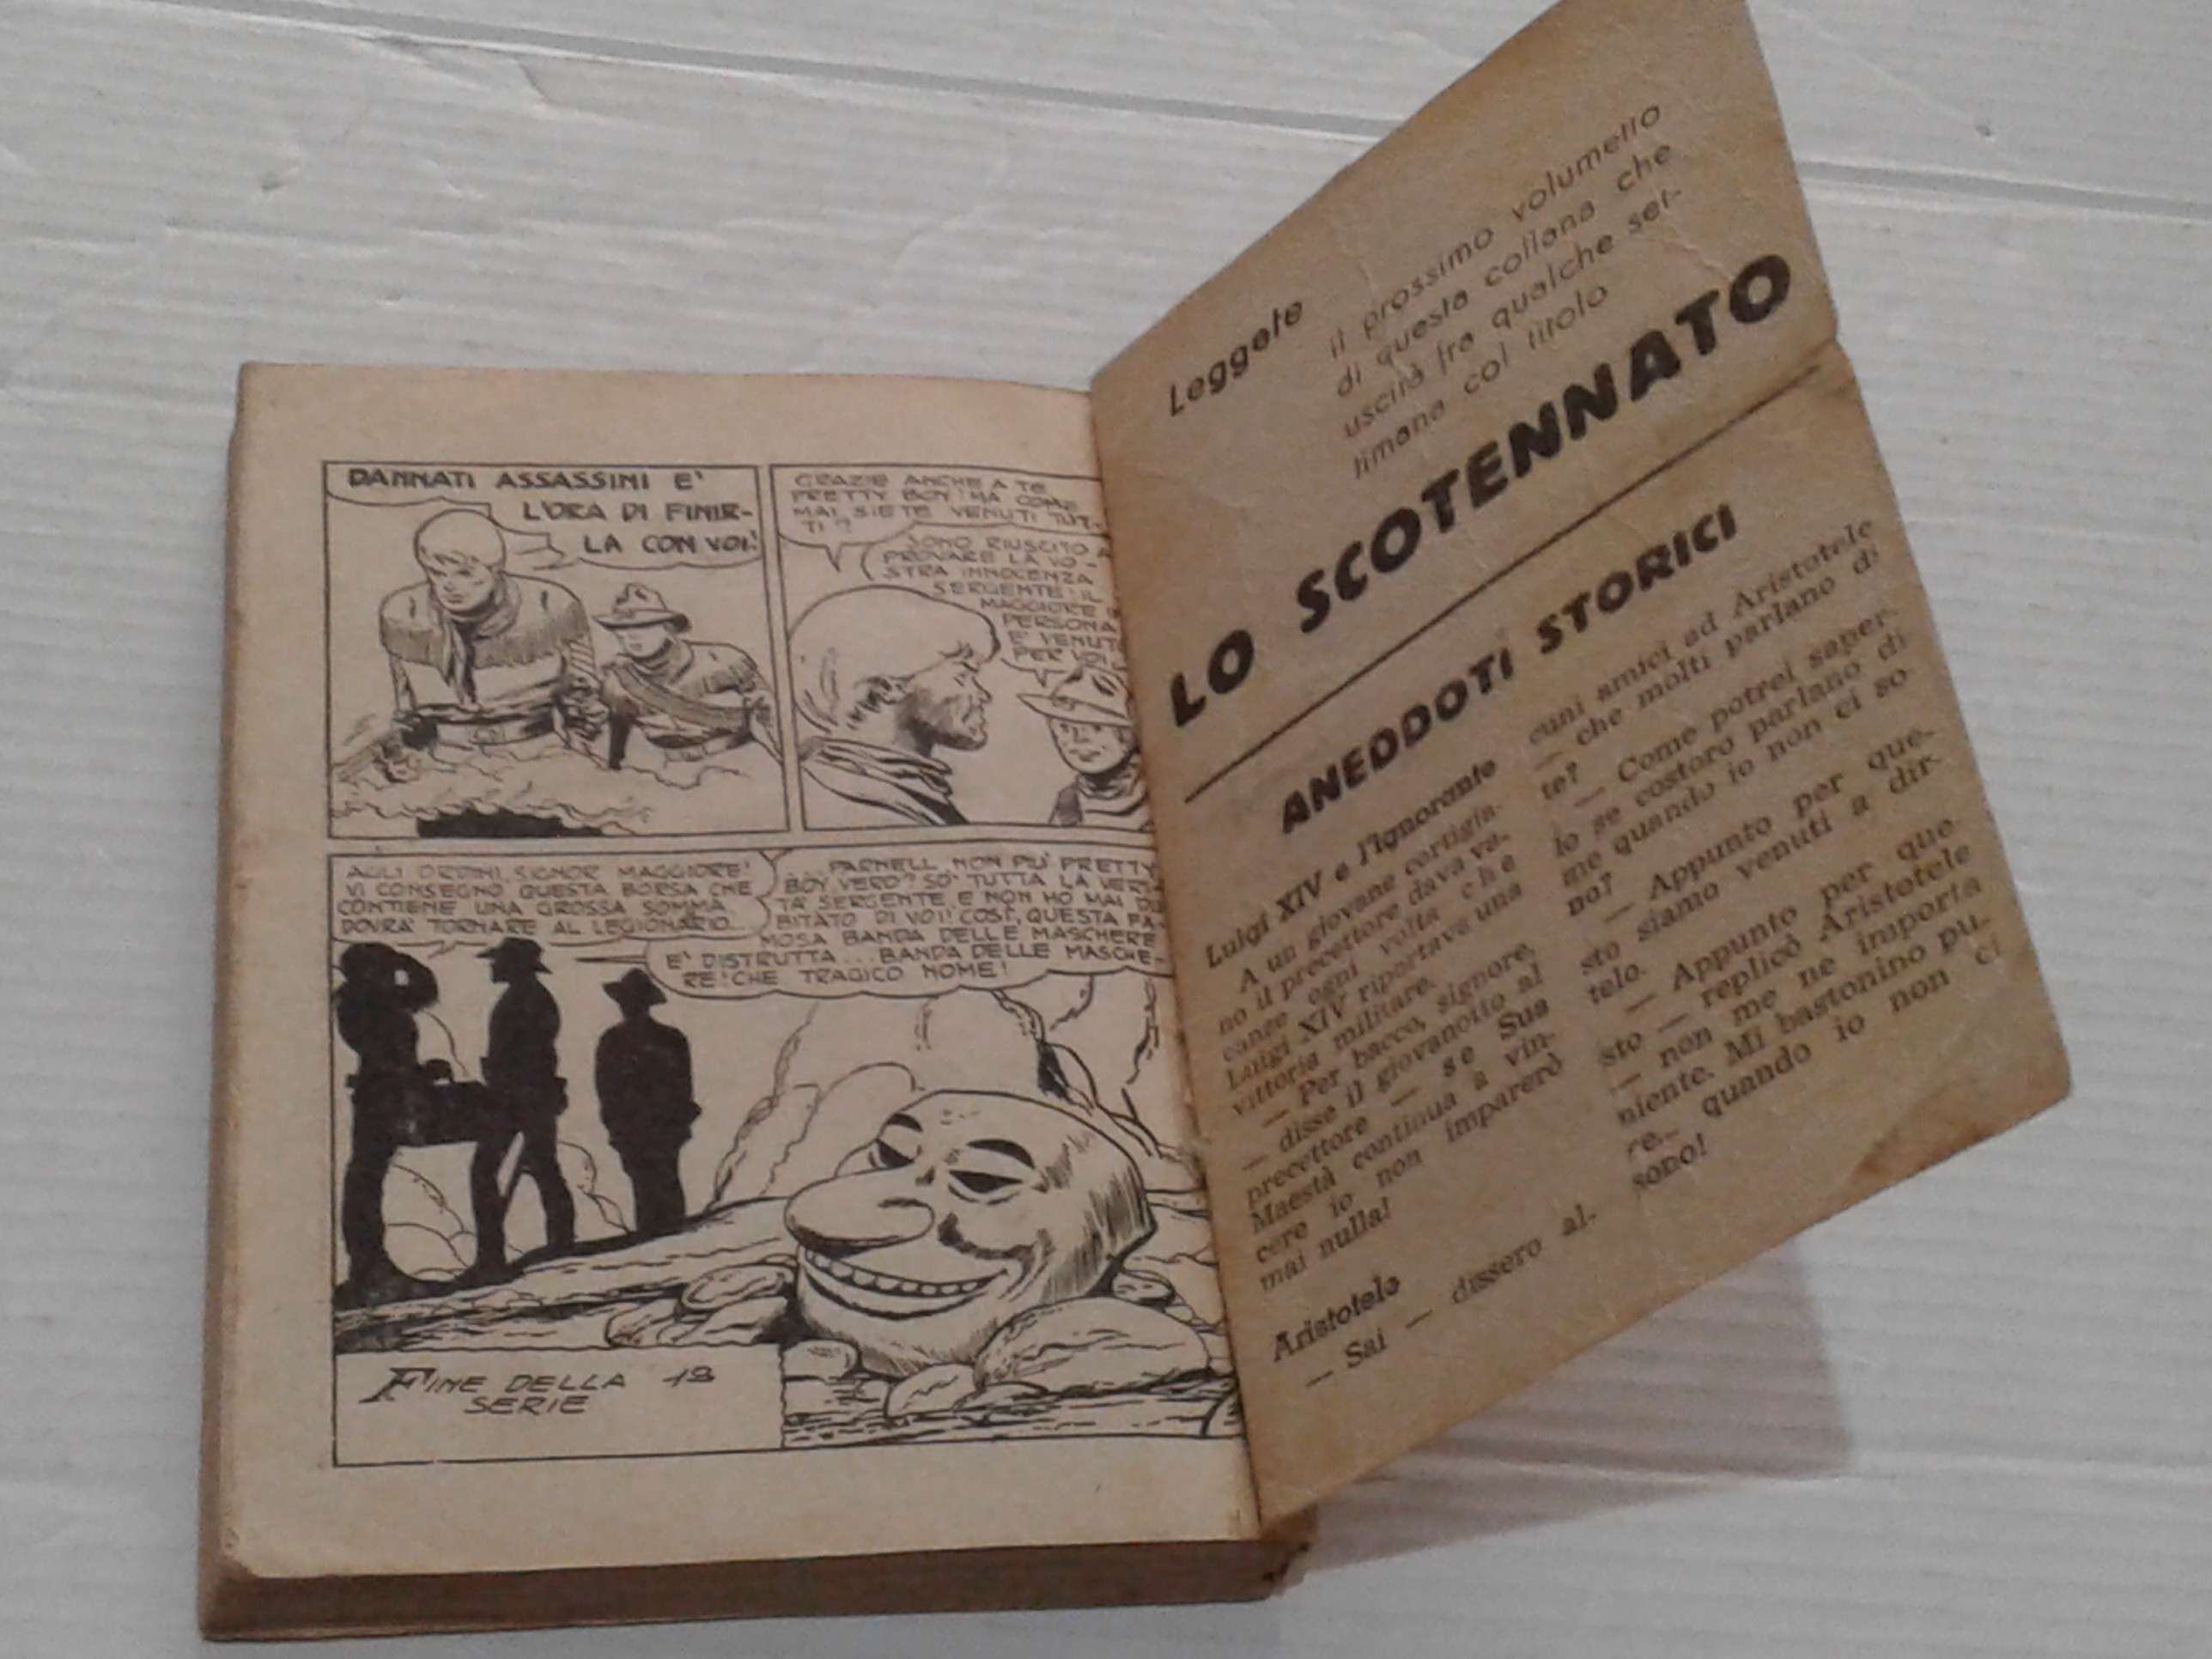 DANNATI ASSASSINI E'
L'ORA DI FINIR-
LA CON VOI!
GRAZIE ANCHE A TE
PRETTY BOY! MA COME
MAI SIETE VENUTI TUT-
TI?
SONO RIUSCITO A
PROVARE LA VO-
STRA INNOCENZA
SERGENTE! IL
MAGGIORE
PERSONA
E' VENUT
PER VOI
AGLI ORDINI, SIGNOR MAGGIORE!
VI CONSEGNO QUESTA BORSA CHE
CONTIENE UNA GROSSA SOMMA.
DOVRA' TORNARE AL LEGIONARIO...
PARNELL, NON PU' PRETTY
BOY, VERO? SO' TUTTA LA VERI-
TA' SERGENTE, E NON HO MAI DU
BITATO DI VOI! COSI', QUESTA FA-
MOSA BANDA DELLE MASCHERE
E' DISTRUTTA... BANDA DELLE MASCHE-
RE! CHE TRAGICO NOME!
FINE DELLA 1ª
SERIE
Leggete
il prossimo volumetto
di questa collana che
uscirà fra qualche set-
timana col titolo
LO SCOTENNATO
ANEDDOTI STORICI
Luigi XIV e l'ignorante
A un giovane cortigia-
no il precettore dava va-
canze ogni volta che
Luigi XIV riportava una
vittoria militare.
— Per bacco, signore,
— disse il giovanotto al
precettore — se Sua
Maestà continua a vin-
cere io non imparerò
mai nulla!
Aristotele
— Sai — dissero al-
cuni amici ad Aristotele
— che molti parlano di
te?
— Come potrei saper-
lo se costoro parlano di
me quando io non ci so-
no?
— Appunto per que-
sto siamo venuti a dir-
telo.
— Appunto per que
sto — replicò Aristotele
— non me ne importa
niente. Mi bastonino pu-
re... quando io non ci
sono!